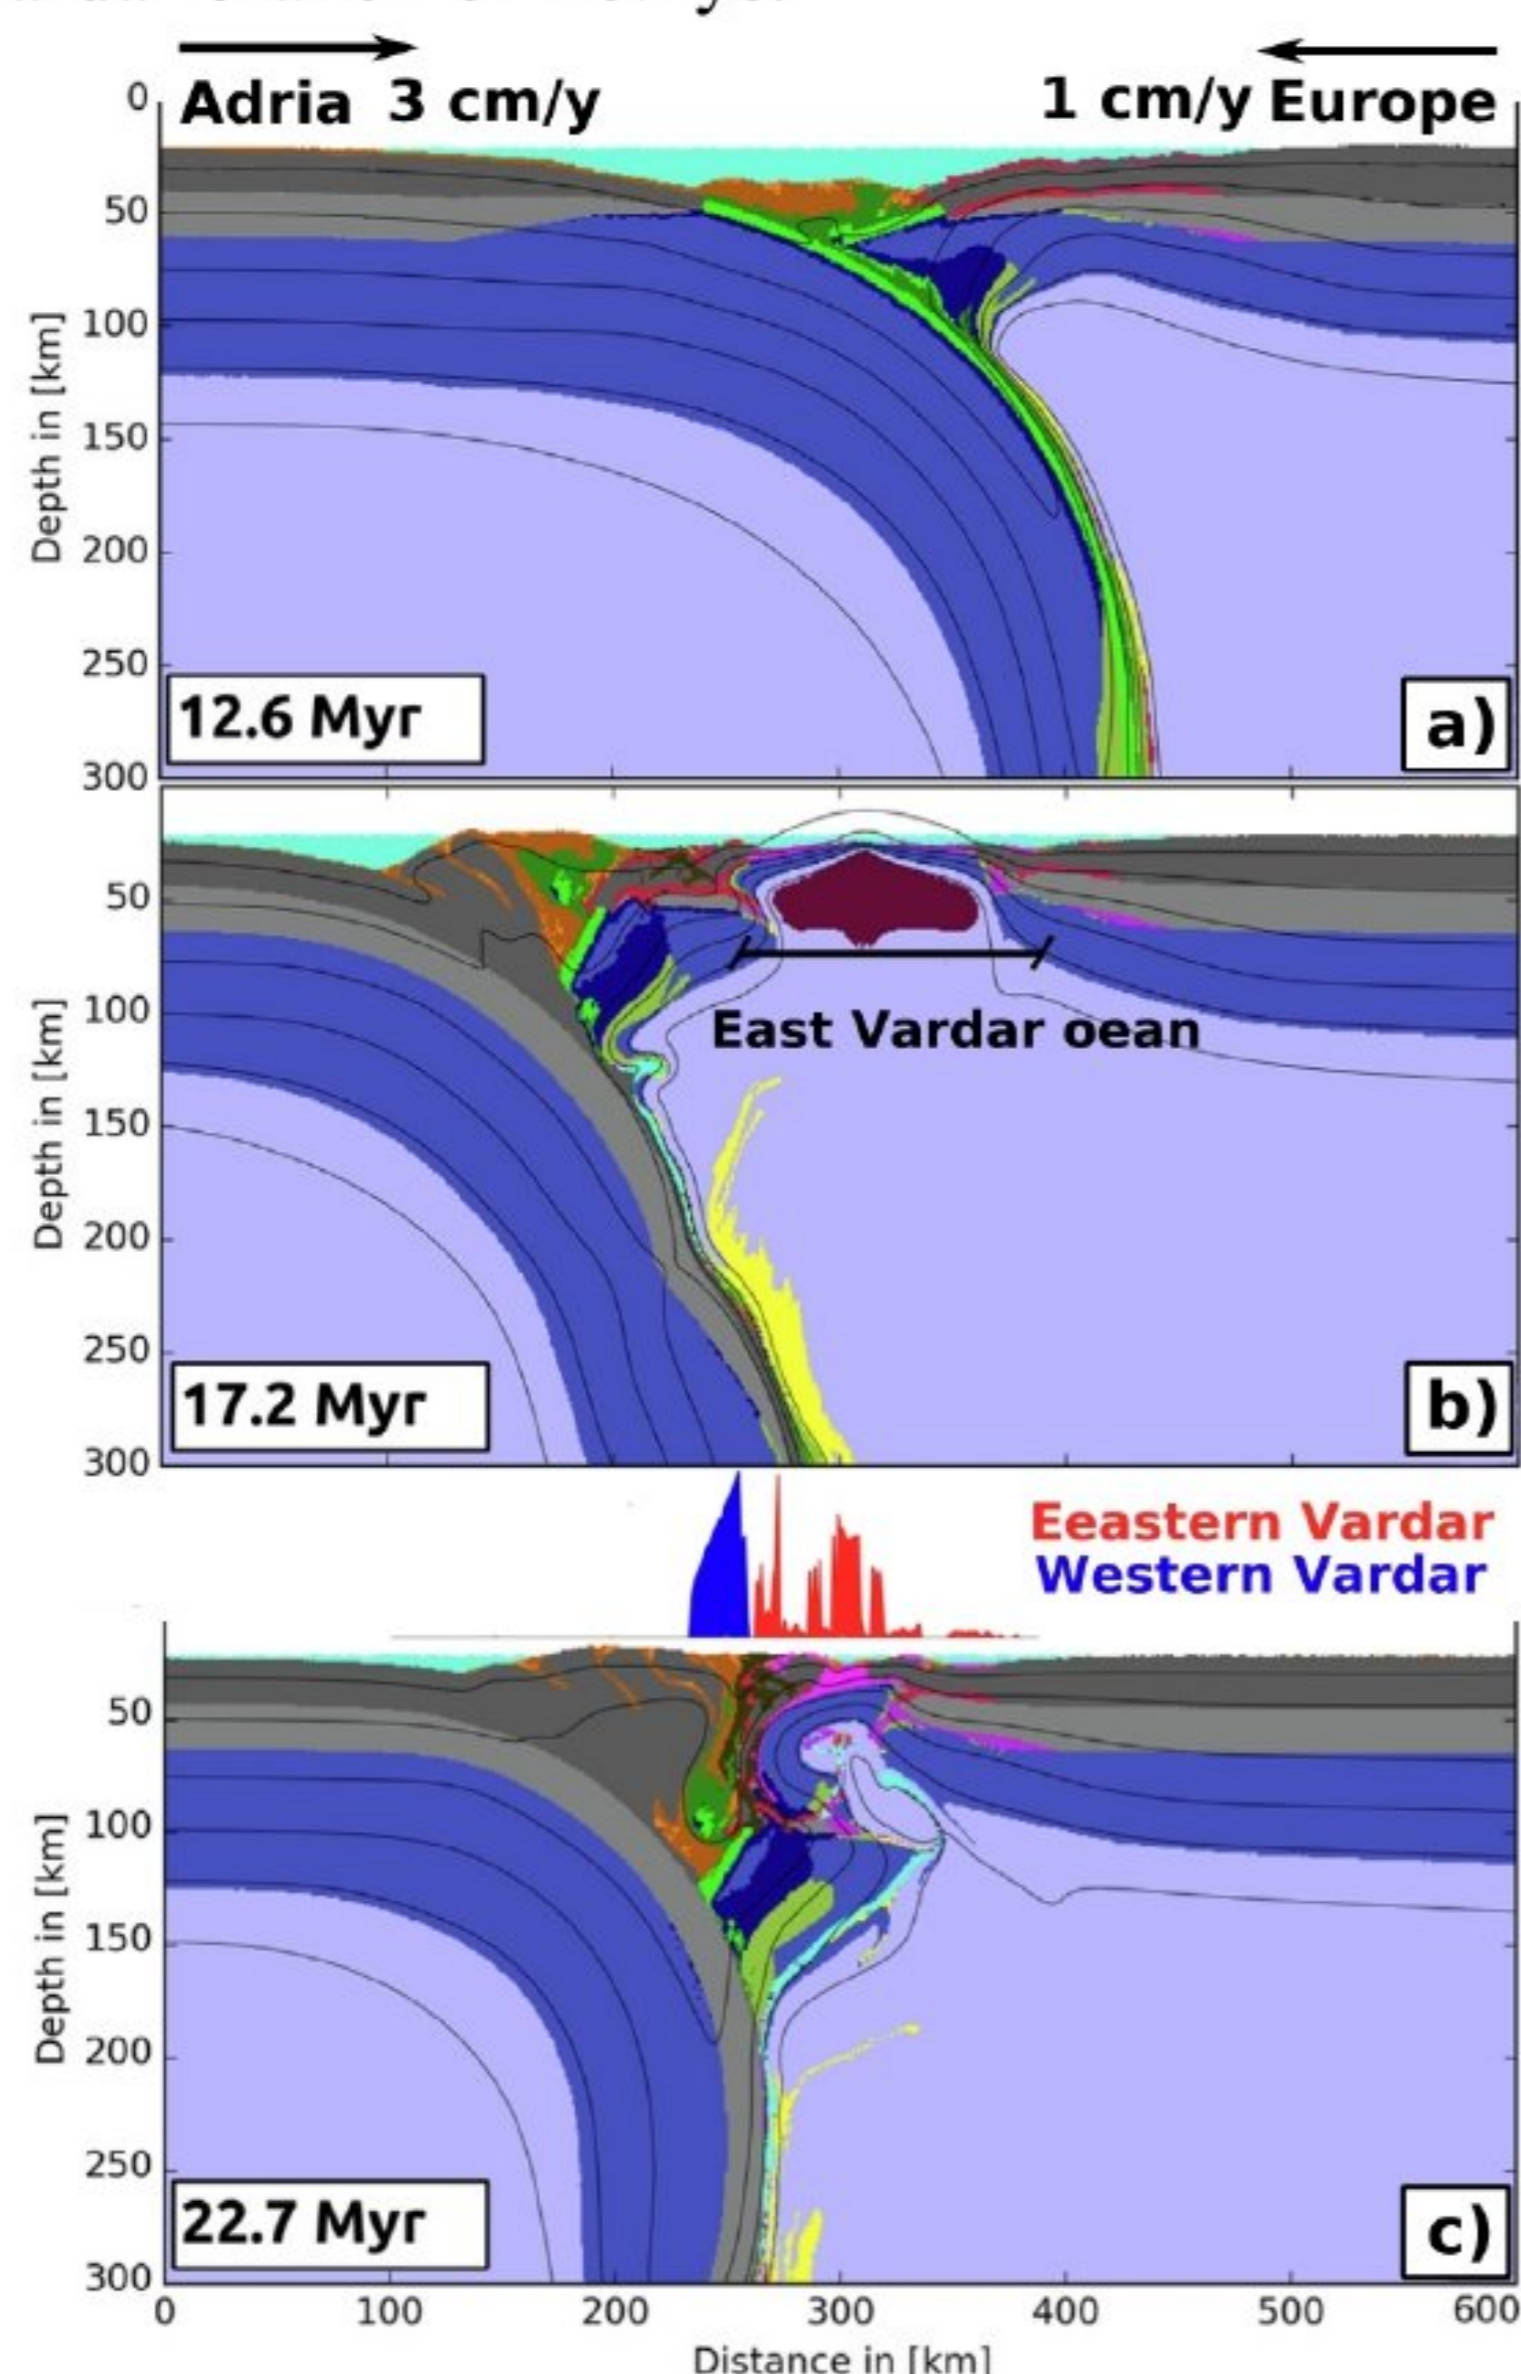 Adria 3 cm/y 1 cm/y Europe
0
50
100
150
200
250
300
Depth in [km]
12.6 Myr
a)
50
100
150
200
250
300
Depth in [km]
East Vardar oean
17.2 Myr
b)
Eeastern Vardar
Western Vardar
50
100
150
200
250
300
Depth in [km]
22.7 Myr
c)
0 100 200 300 400 500 600
Distance in [km]